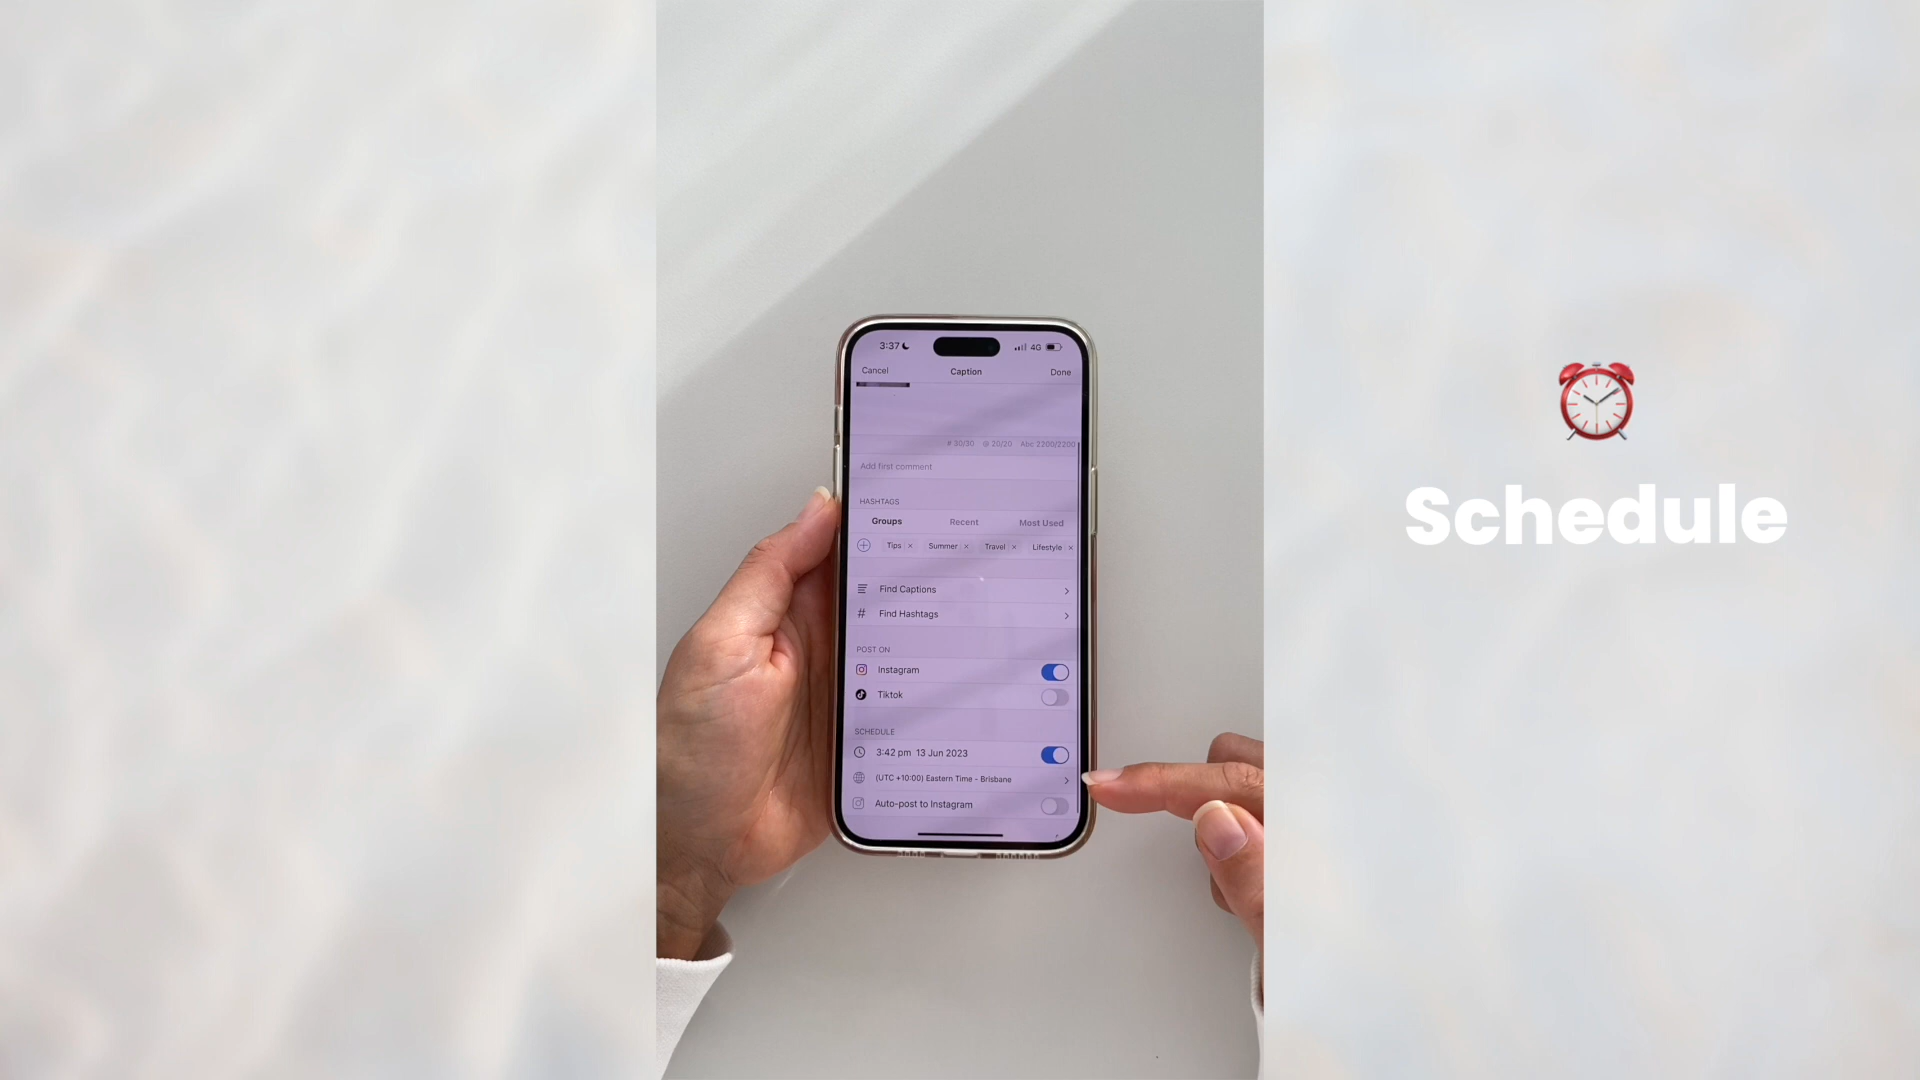 3:37
4G
Cancel
Caption
Done
# 30/30 @ 20/20 Abc 2200/2200
Add first comment
HASHTAGS
Groups
Recent
Most Used
Tips ×
Summer ×
Travel ×
Lifestyle ×
Find Captions
Find Hashtags
POST ON
Instagram
Tiktok
SCHEDULE
3:42 pm 13 Jun 2023
(UTC +10:00) Eastern Time - Brisbane
Auto-post to Instagram
Schedule